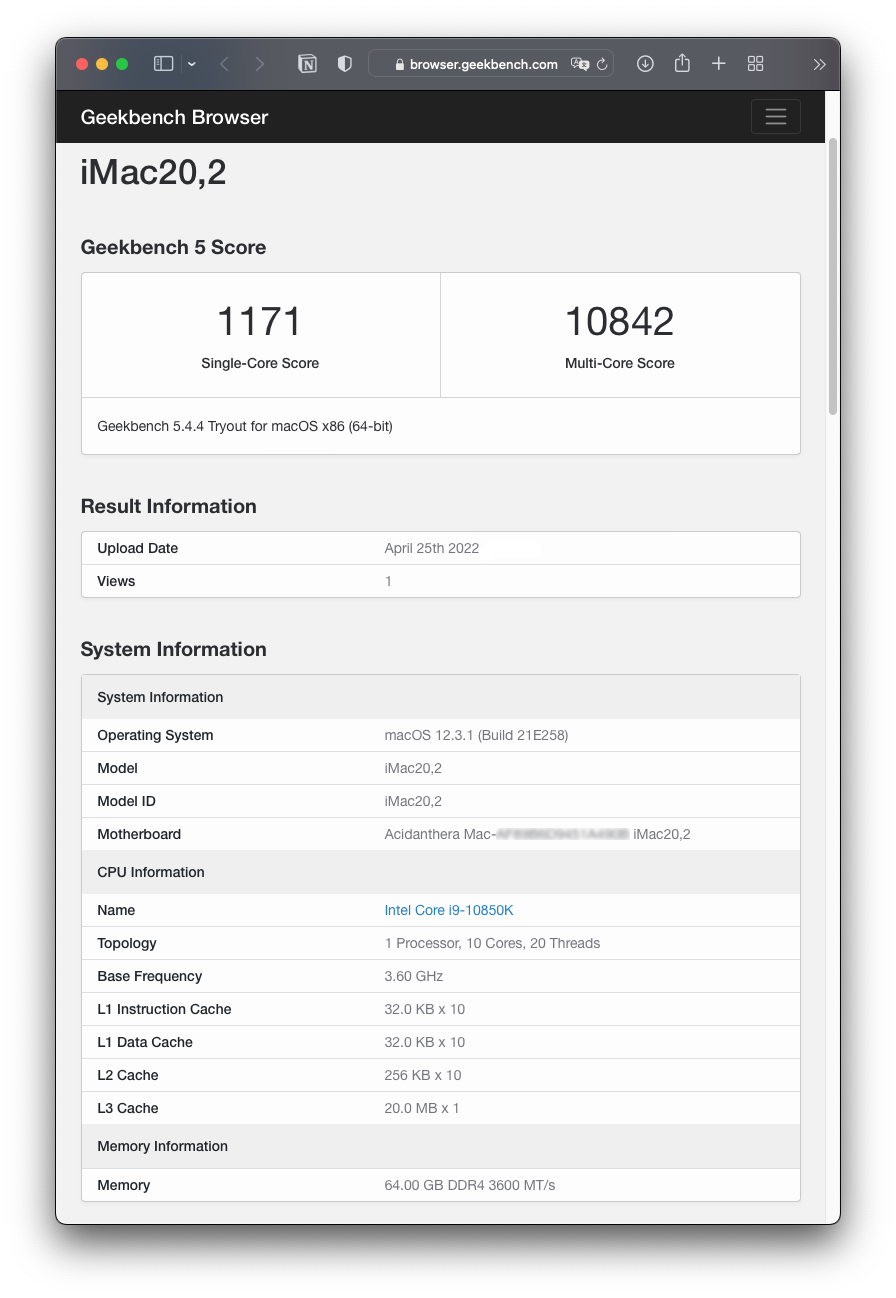 browser.geekbench.com
Geekbench Browser
iMac20,2
Geekbench 5 Score
1171
Single-Core Score
10842
Multi-Core Score
Geekbench 5.4.4 Tryout for macOS x86 (64-bit)
Result Information
Upload Date April 25th 2022
Views 1
System Information
System Information
Operating System macOS 12.3.1 (Build 21E258)
Model iMac20,2
Model ID iMac20,2
Motherboard Acidanthera Mac- iMac20,2
CPU Information
Name Intel Core i9-10850K
Topology 1 Processor, 10 Cores, 20 Threads
Base Frequency 3.60 GHz
L1 Instruction Cache 32.0 KB x 10
L1 Data Cache 32.0 KB x 10
L2 Cache 256 KB x 10
L3 Cache 20.0 MB x 1
Memory Information
Memory 64.00 GB DDR4 3600 MT/s